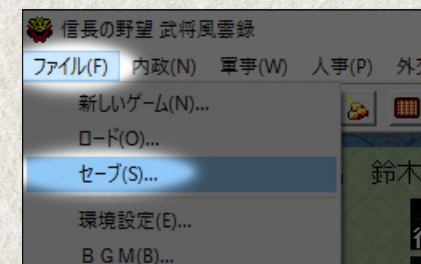 信長の野望 武将風雲録
ファイル(F) 内政(N) 軍事(W) 人事(P)
新しいゲーム(N)...
ロード(O)...
セーブ(S)... 鈴木
環境設定(E)...
ＢＧＭ(B)...